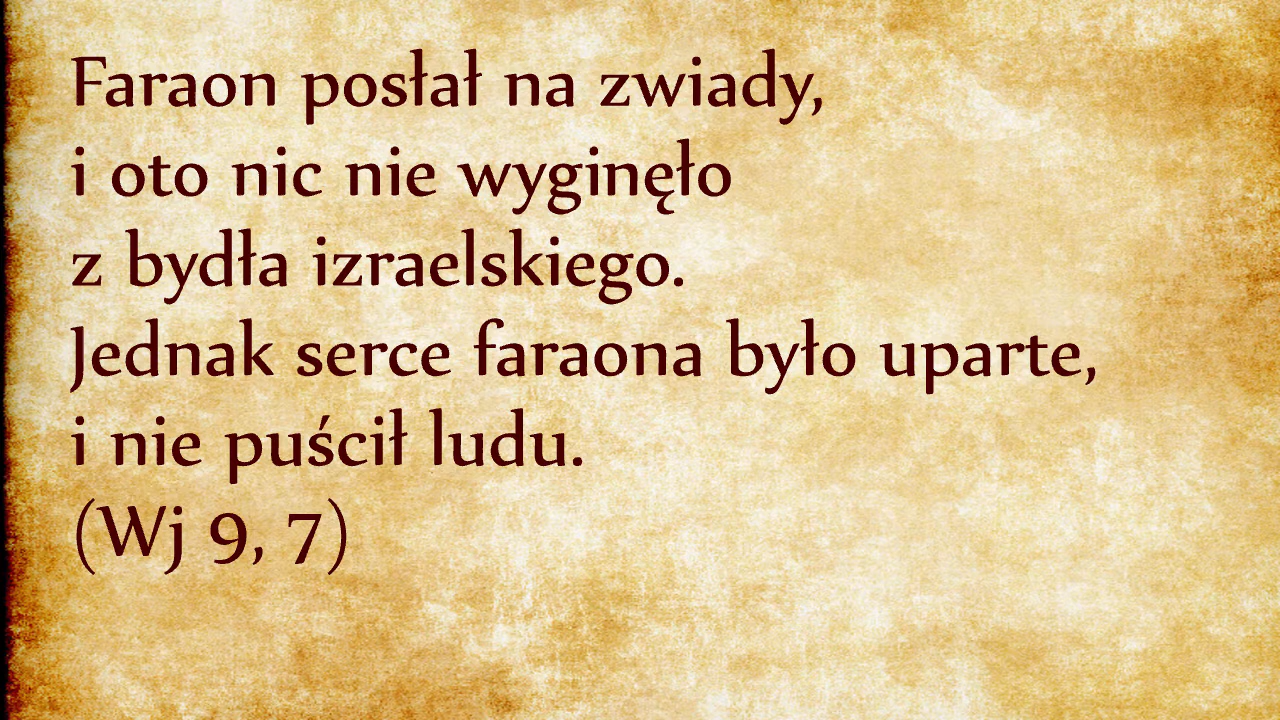 Faraon posłał na zwiady,
i oto nic nie wyginęło
z bydła izraelskiego.
Jednak serce faraona było uparte,
i nie puścił ludu.
(Wj 9, 7)